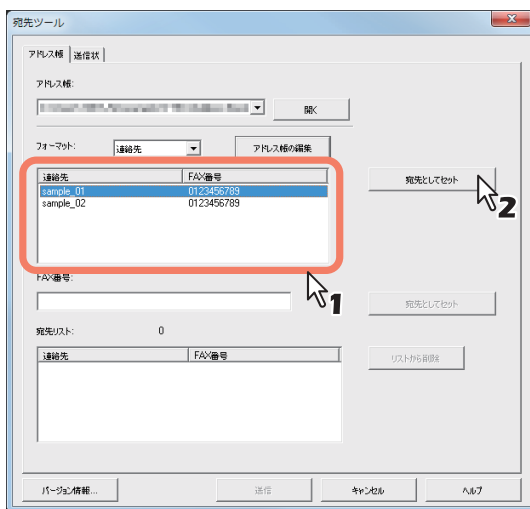 宛先ツール
アドレス帳 送信状
アドレス帳:
開く
フォーマット: 連絡先 アドレス帳の編集
連絡先 FAX番号
sample_01 0123456789
sample_02 0123456789
宛先としてセット
2
1
FAX番号:
宛先としてセット
宛先リスト: 0
連絡先 FAX番号
リストから削除
バージョン情報... 送信 キャンセル ヘルプ